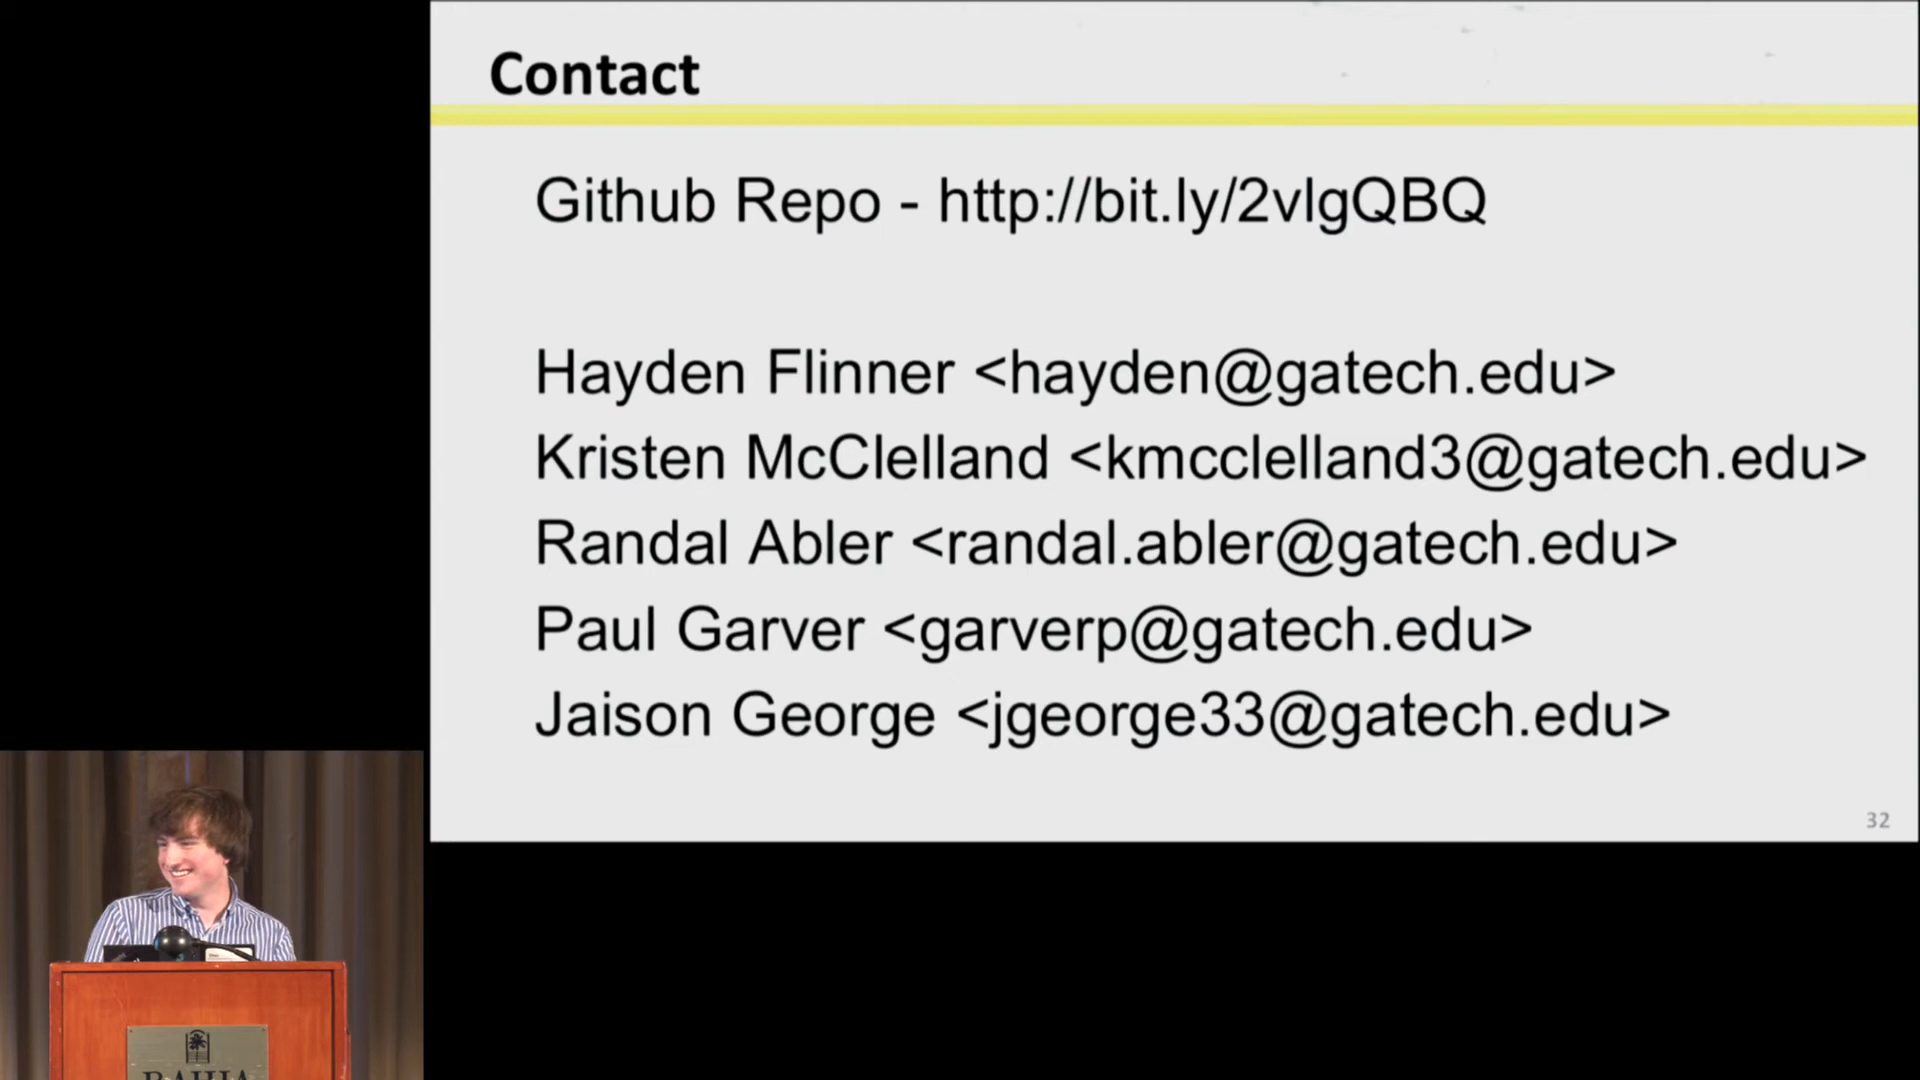 Contact
Github Repo - http://bit.ly/2vlgQBQ
Hayden Flinner <hayden@gatech.edu>
Kristen McClelland <kmcclelland3@gatech.edu>
Randal Abler <randal.abler@gatech.edu>
Paul Garver <garverp@gatech.edu>
Jaison George <jgeorge33@gatech.edu>
32
BAHIA